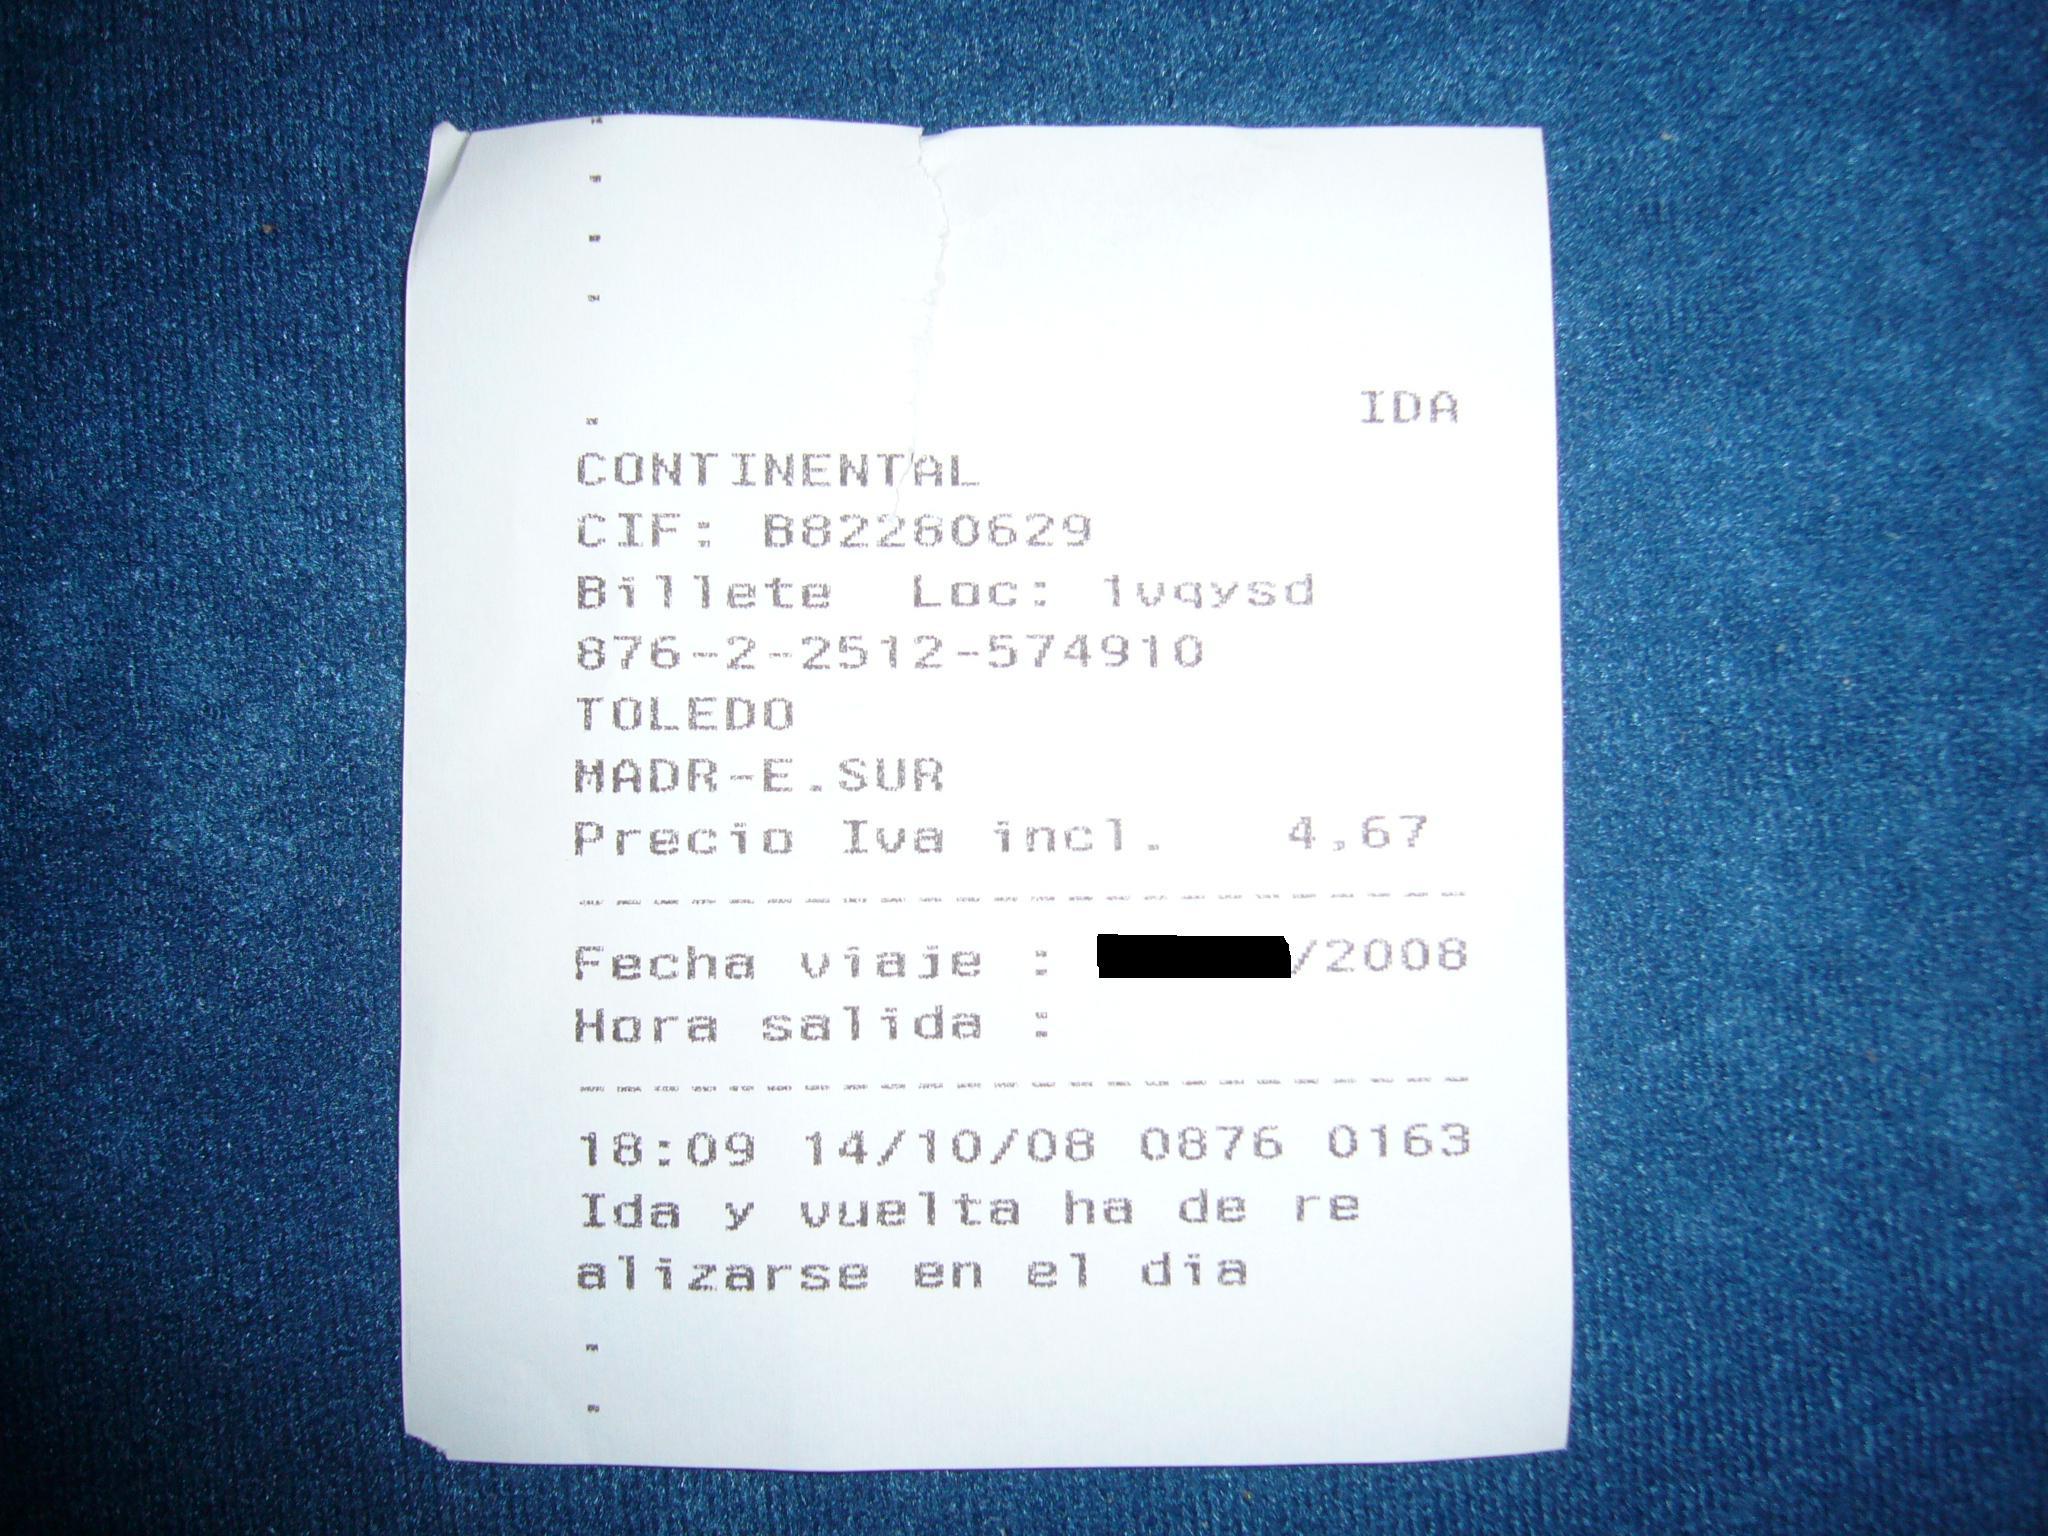 IDA
CONTINENTAL
CIF: B82280629
Billete Loc: 1vqysd
876-2-2512-574910
TOLEDO
MADR-E.SUR
Precio Iva incl. 4,67
Fecha viaje : /2008
Hora salida :
18:09 14/10/08 0876 0163
Ida y vuelta ha de re
alizarse en el dia